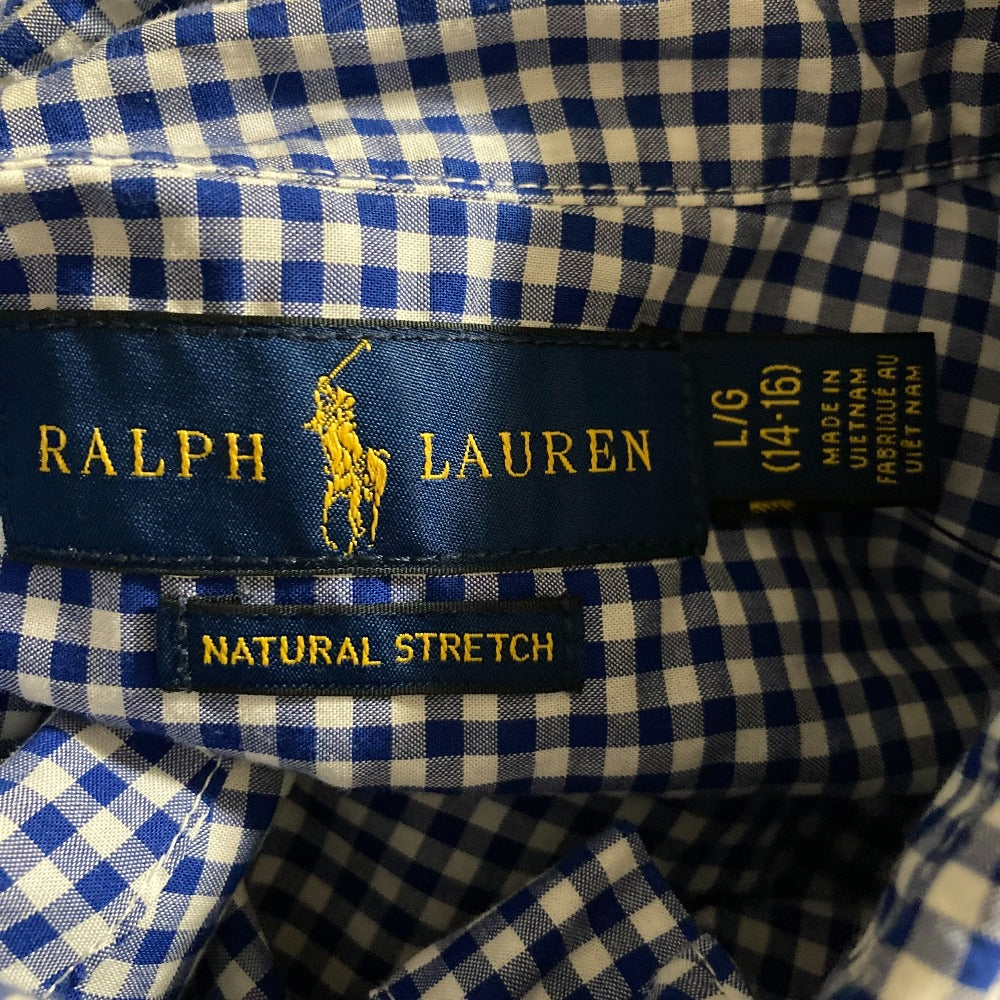 RALPH LAUREN
L/G
(14-16)
MADE IN
VIETNAM
FABRIQUÉ AU
VIÊT NAM
NATURAL STRETCH